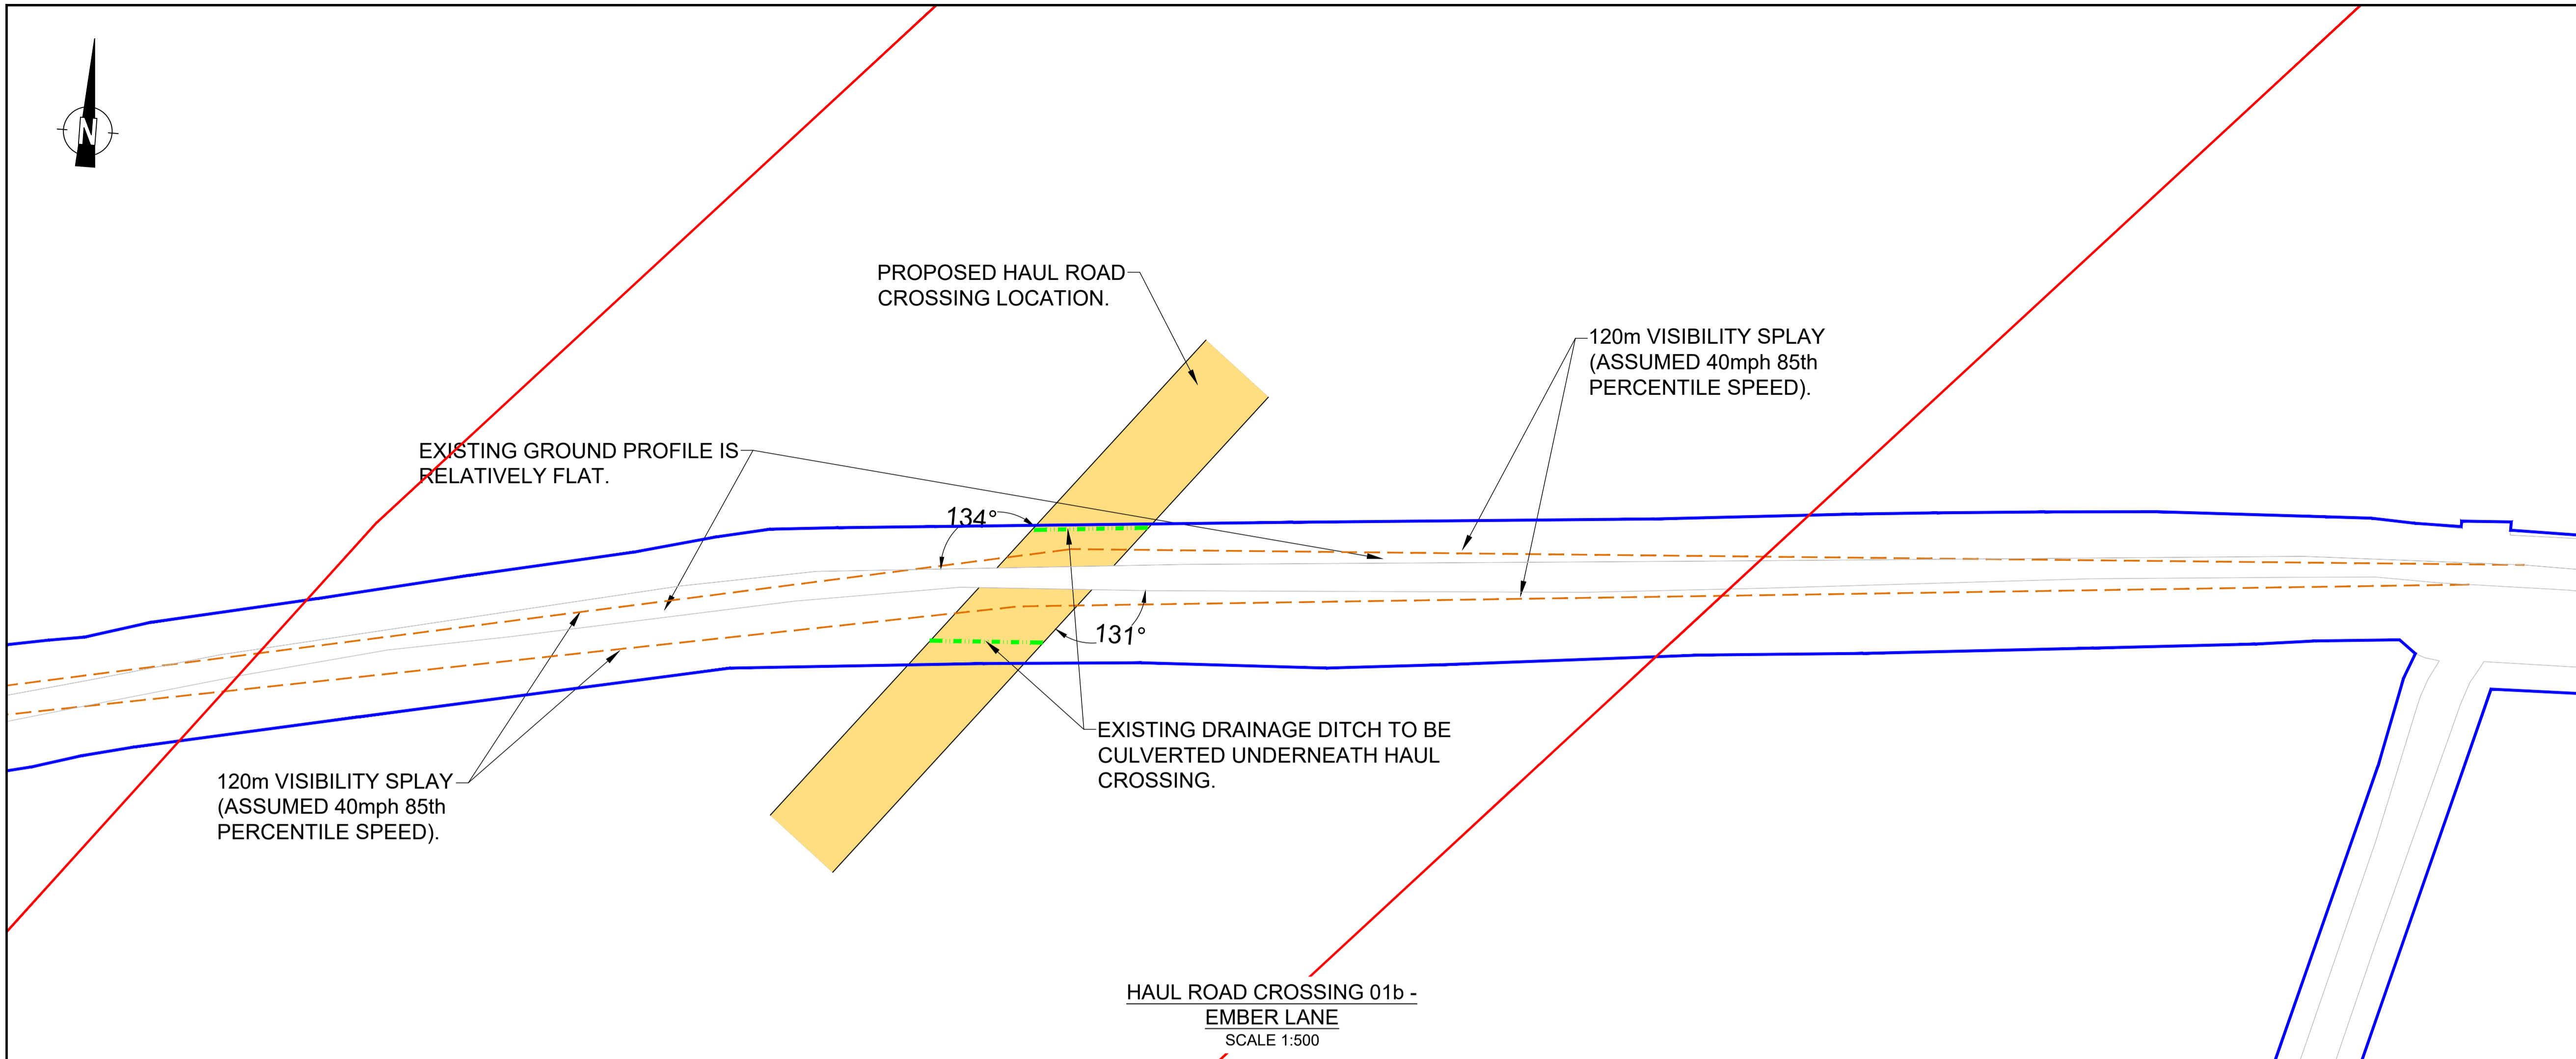 N
PROPOSED HAUL ROAD
CROSSING LOCATION.
120m VISIBILITY SPLAY
(ASSUMED 40mph 85th
PERCENTILE SPEED).
EXISTING GROUND PROFILE IS
RELATIVELY FLAT.
134°
131°
EXISTING DRAINAGE DITCH TO BE
CULVERTED UNDERNEATH HAUL
CROSSING.
120m VISIBILITY SPLAY
(ASSUMED 40mph 85th
PERCENTILE SPEED).
HAUL ROAD CROSSING 01b -
EMBER LANE
SCALE 1:500